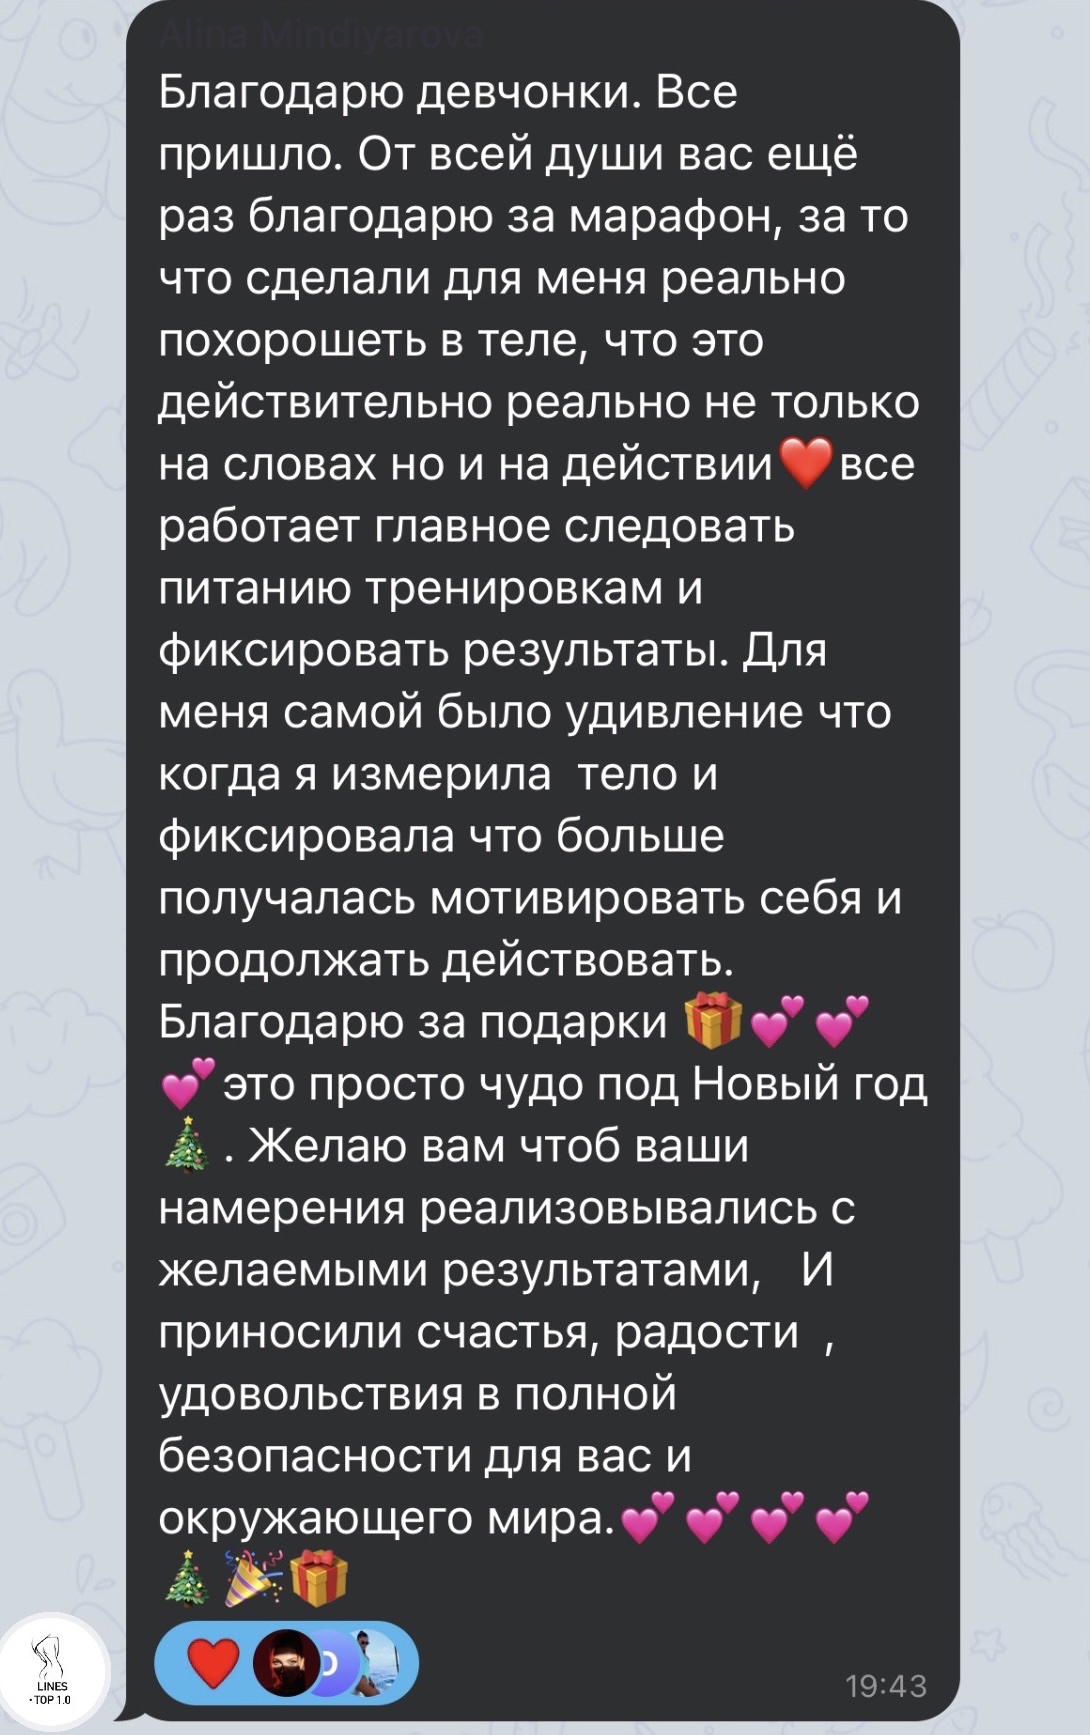 Alina Mindiyarova
Благодарю девчонки. Все
пришло. От всей души вас ещё
раз благодарю за марафон, за то
что сделали для меня реально
похорошеть в теле, что это
действительно реально не только
на словах но и на действии❤️все
работает главное следовать
питанию тренировкам и
фиксировать результаты. Для
меня самой было удивление что
когда я измерила  тело и
фиксировала что больше
получалась мотивировать себя и
продолжать действовать.
Благодарю за подарки 🎁💕💕
💕это просто чудо под Новый год
🎄. Желаю вам чтоб ваши
намерения реализовывались с
желаемыми результатами,   И
приносили счастья, радости  ,
удовольствия в полной
безопасности для вас и
окружающего мира.💕💕💕💕
🎄🎉🎁
D
19:43
LINES
·TOP 1.0